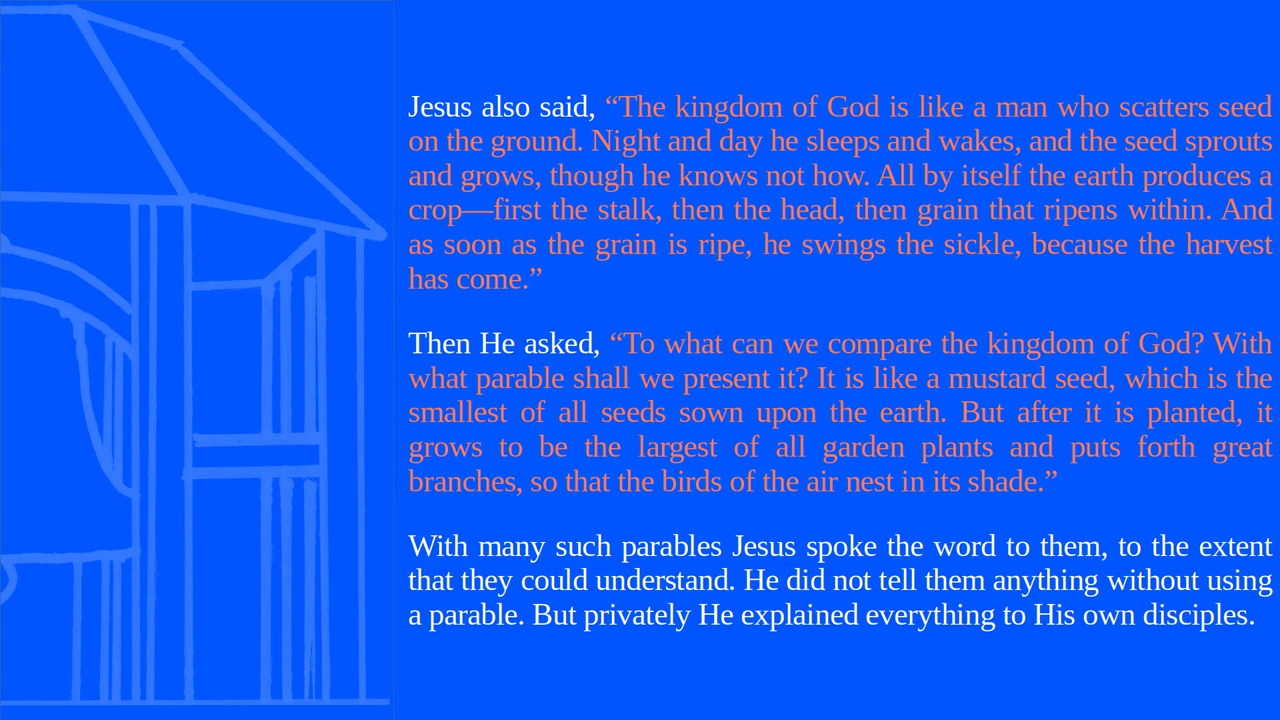 Jesus also said, “The kingdom of God is like a man who scatters seed
on the ground. Night and day he sleeps and wakes, and the seed sprouts
and grows, though he knows not how. All by itself the earth produces a
crop—first the stalk, then the head, then grain that ripens within. And
as soon as the grain is ripe, he swings the sickle, because the harvest
has come.”
Then He asked, “To what can we compare the kingdom of God? With
what parable shall we present it? It is like a mustard seed, which is the
smallest of all seeds sown upon the earth. But after it is planted, it
grows to be the largest of all garden plants and puts forth great
branches, so that the birds of the air nest in its shade.”
With many such parables Jesus spoke the word to them, to the extent
that they could understand. He did not tell them anything without using
a parable. But privately He explained everything to His own disciples.